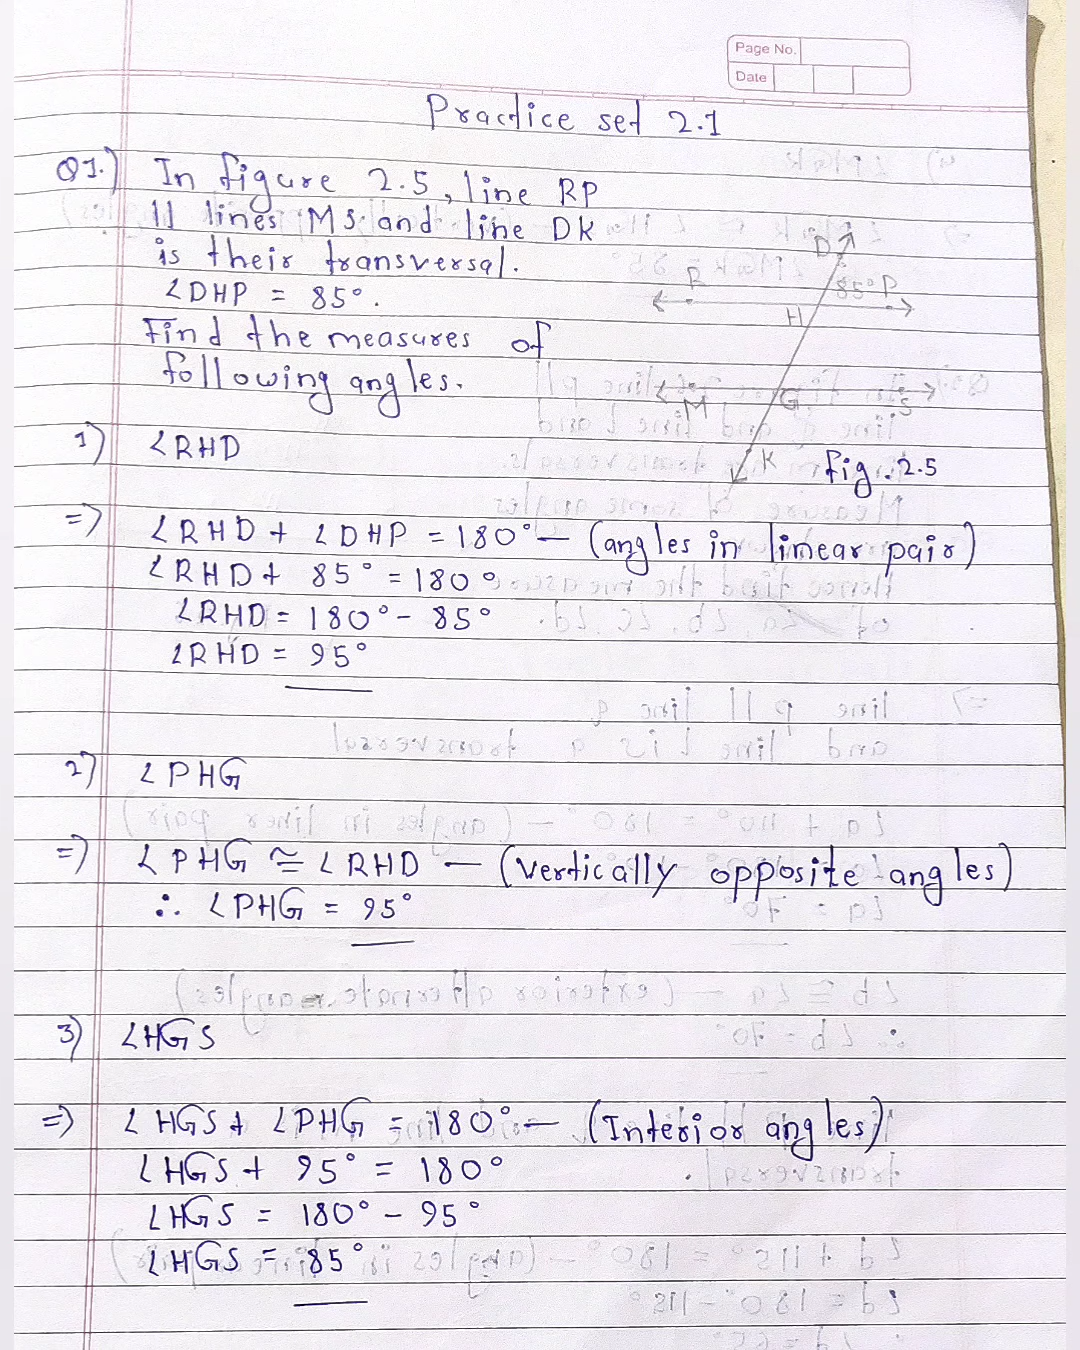 Page No.
Date
Practice set 2.1
Q1.) In figure 2.5, line RP
|| lines MS and line DK
is their transversal.
∠DHP = 85°.
Find the measures of
following angles.
D
R
85° P
H
M
G
S
K
fig. 2.5
1) ∠RHD
=> ∠RHD + ∠DHP = 180° — (angles in linear pair)
∠RHD + 85° = 180°
∠RHD = 180° - 85°
∠RHD = 95°
2) ∠PHG
=> ∠PHG ≅ ∠RHD — (vertically opposite angles)
∴ ∠PHG = 95°
3) ∠HGS
=> ∠HGS + ∠PHG = 180° — (Interior angles)
∠HGS + 95° = 180°
∠HGS = 180° - 95°
∠HGS = 85°